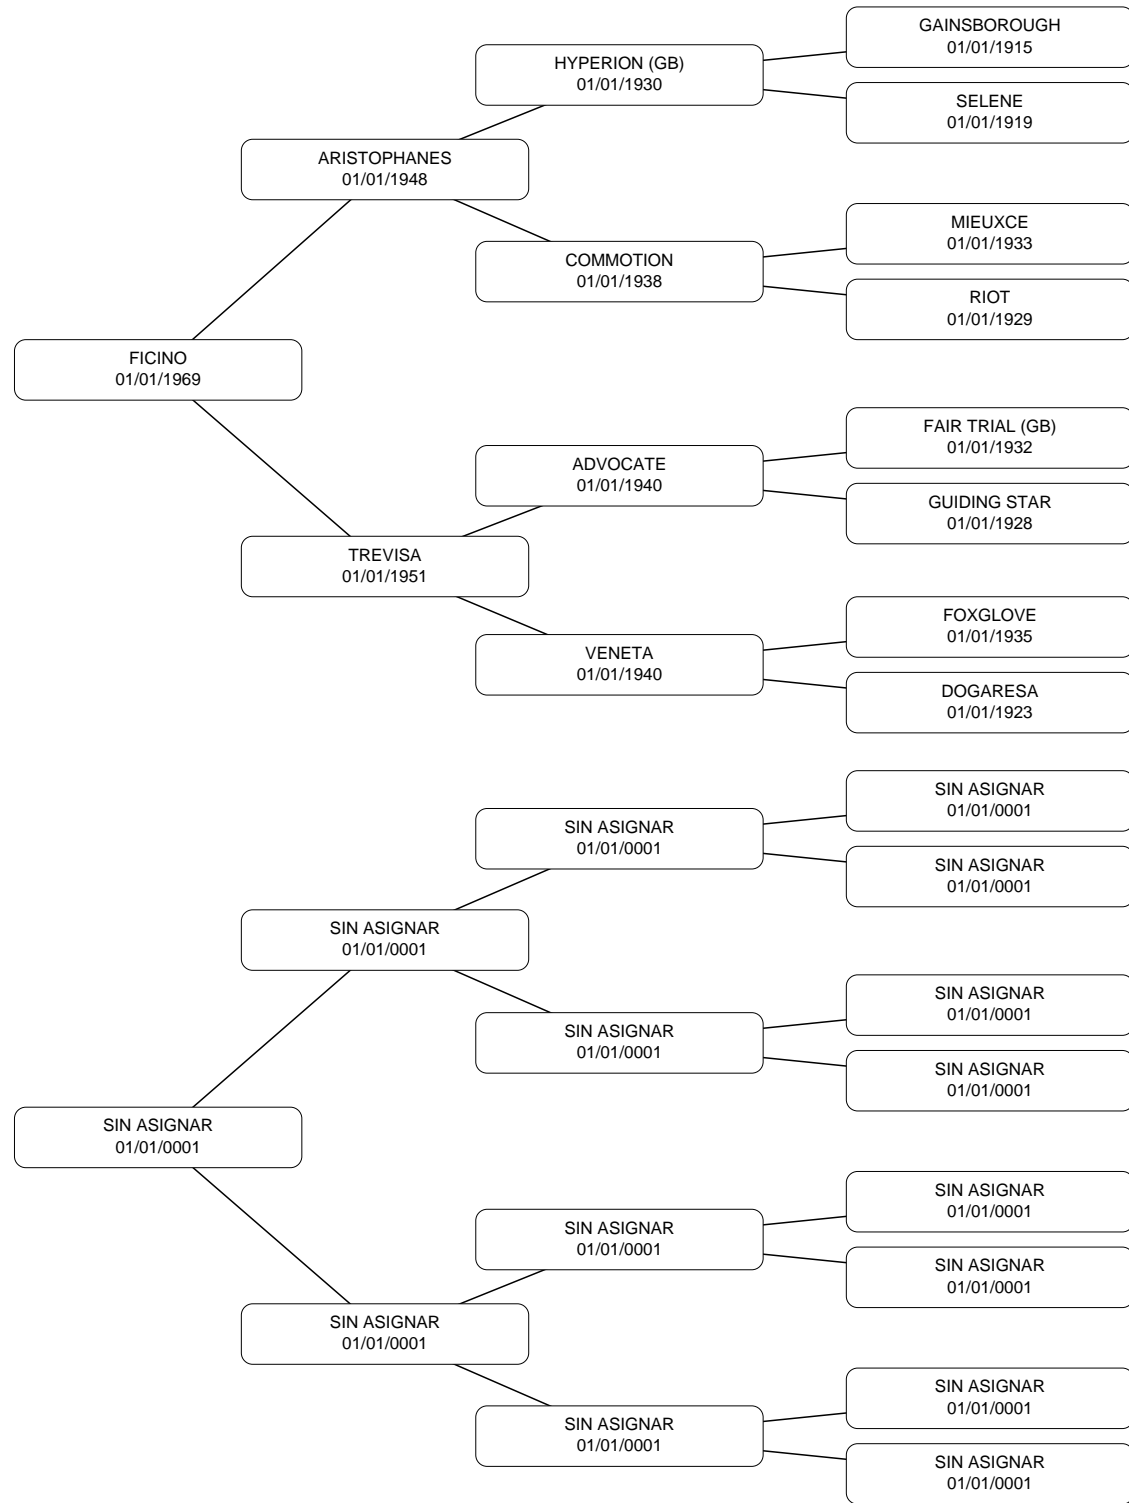 GAINSBOROUGH
01/01/1915
HYPERION (GB)
01/01/1930
SELENE
01/01/1919
ARISTOPHANES
01/01/1948
MIEUXCE
01/01/1933
COMMOTION
01/01/1938
RIOT
01/01/1929
FICINO
01/01/1969
FAIR TRIAL (GB)
01/01/1932
ADVOCATE
01/01/1940
GUIDING STAR
01/01/1928
TREVISA
01/01/1951
FOXGLOVE
01/01/1935
VENETA
01/01/1940
DOGARESA
01/01/1923
SIN ASIGNAR
01/01/0001
SIN ASIGNAR
01/01/0001
SIN ASIGNAR
01/01/0001
SIN ASIGNAR
01/01/0001
SIN ASIGNAR
01/01/0001
SIN ASIGNAR
01/01/0001
SIN ASIGNAR
01/01/0001
SIN ASIGNAR
01/01/0001
SIN ASIGNAR
01/01/0001
SIN ASIGNAR
01/01/0001
SIN ASIGNAR
01/01/0001
SIN ASIGNAR
01/01/0001
SIN ASIGNAR
01/01/0001
SIN ASIGNAR
01/01/0001
SIN ASIGNAR
01/01/0001